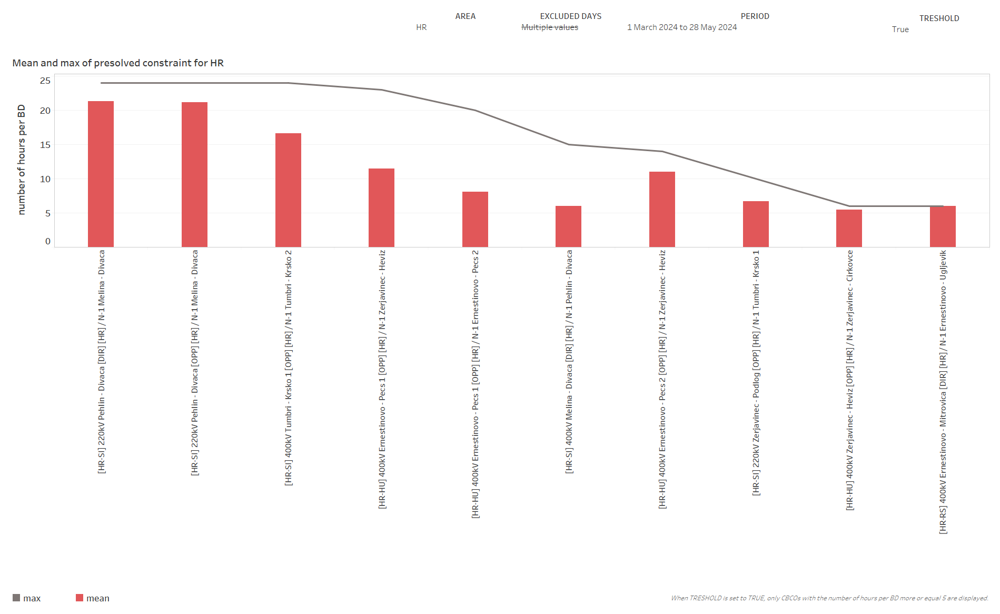 AREA
HR
EXCLUDED DAYS
Multiple values
PERIOD
1 March 2024 to 28 May 2024
TRESHOLD
True
Mean and max of presolved constraint for HR
number of hours per BD
25
20
15
10
5
0
[HR-SI] 220kV Pehlin - Divaca [DIR] [HR] / N-1 Melina - Divaca
[HR-SI] 220kV Pehlin - Divaca [OPP] [HR] / N-1 Melina - Divaca
[HR-SI] 400kV Tumbri - Krsko 1 [OPP] [HR] / N-1 Tumbri - Krsko 2
[HR-HU] 400kV Ernestinovo - Pecs 1 [OPP] [HR] / N-1 Zerjavinec - Heviz
[HR-HU] 400kV Ernestinovo - Pecs 1 [OPP] [HR] / N-1 Ernestinovo - Pecs 2
[HR-SI] 400kV Melina - Divaca [DIR] [HR] / N-1 Pehlin - Divaca
[HR-HU] 400kV Ernestinovo - Pecs 2 [OPP] [HR] / N-1 Zerjavinec - Heviz
[HR-SI] 220kV Zerjavinec - Podlog [OPP] [HR] / N-1 Tumbri - Krsko 1
[HR-HU] 400kV Zerjavinec - Heviz [OPP] [HR] / N-1 Zerjavinec - Cirkovce
[HR-RS] 400kV Ernestinovo - Mitrovica [DIR] [HR] / N-1 Ernestinovo - Ugljevik
max
mean
When TRESHOLD is set to TRUE, only CBCOs with the number of hours per BD more or equal 5 are displayed.